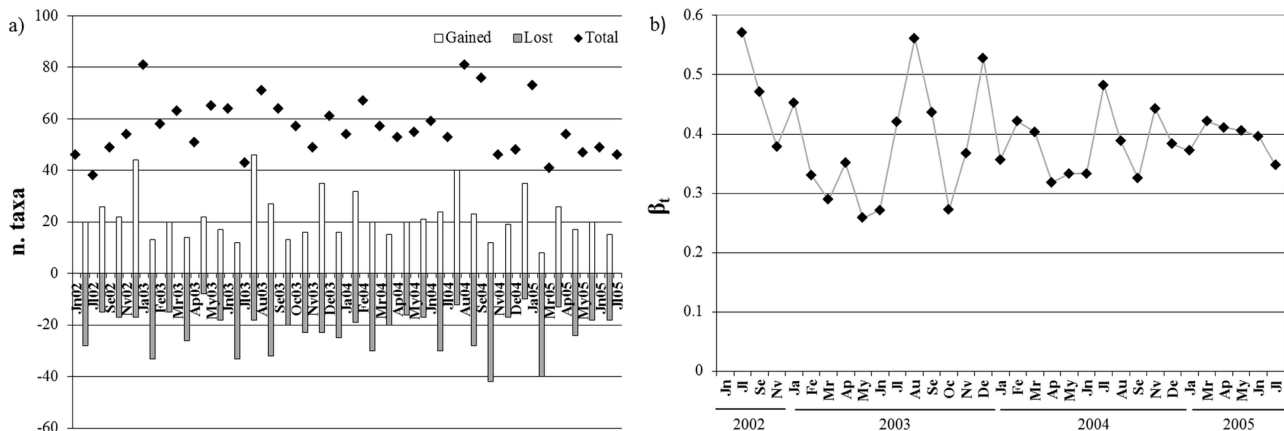 a)
Gained Lost Total
n. taxa
100
80
60
40
20
0
-20
-40
-60
Jn02 Jl02 Se02 Nv02 Ja03 Fe03 Mr03 Ap03 My03 Jn03 Jl03 Au03 Se03 Oc03 Nv03 De03 Ja04 Fe04 Mr04 Ap04 My04 Jn04 Jl04 Au04 Se04 Nv04 De04 Ja05 Mr05 Ap05 My05 Jn05 Jl05
b)
βt
0.6
0.5
0.4
0.3
0.2
0.1
0
Jn Jl Se Nv Ja Fe Mr Ap My Jn Jl Au Se Oc Nv De Ja Fe Mr Ap My Jn Jl Au Se Nv De Ja Mr Ap My Jn Jl
2002 2003 2004 2005